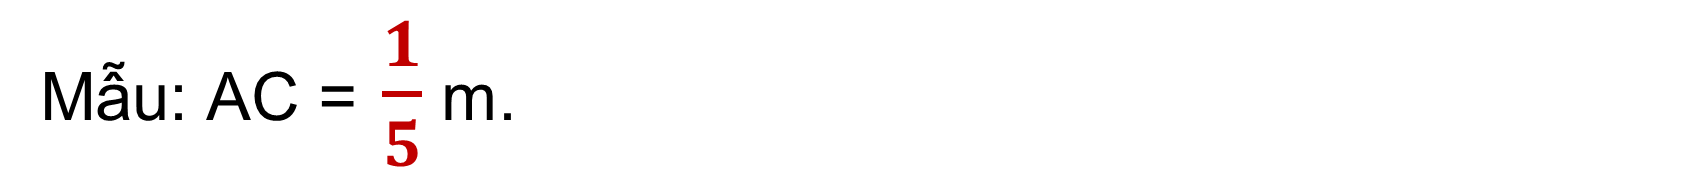 Mẫu: AC = 1/5 m.